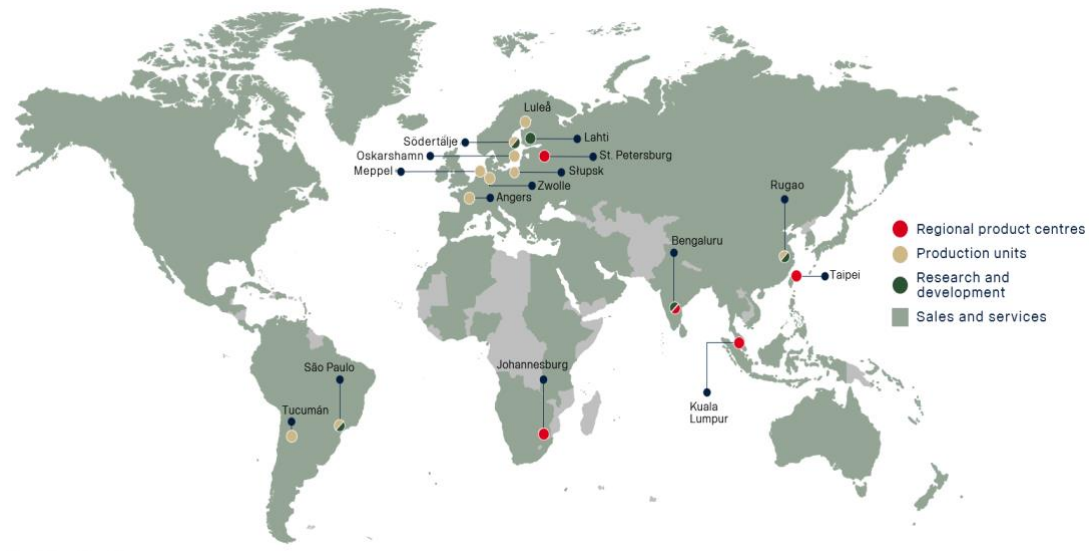 Luleå
Södertälje
Lahti
Oskarshamn
St. Petersburg
Meppel
Słupsk
Zwolle
Angers
Rugao
Bengaluru
Taipei
Regional product centres
Production units
Research and
development
Sales and services
São Paulo
Johannesburg
Tucumán
Kuala
Lumpur